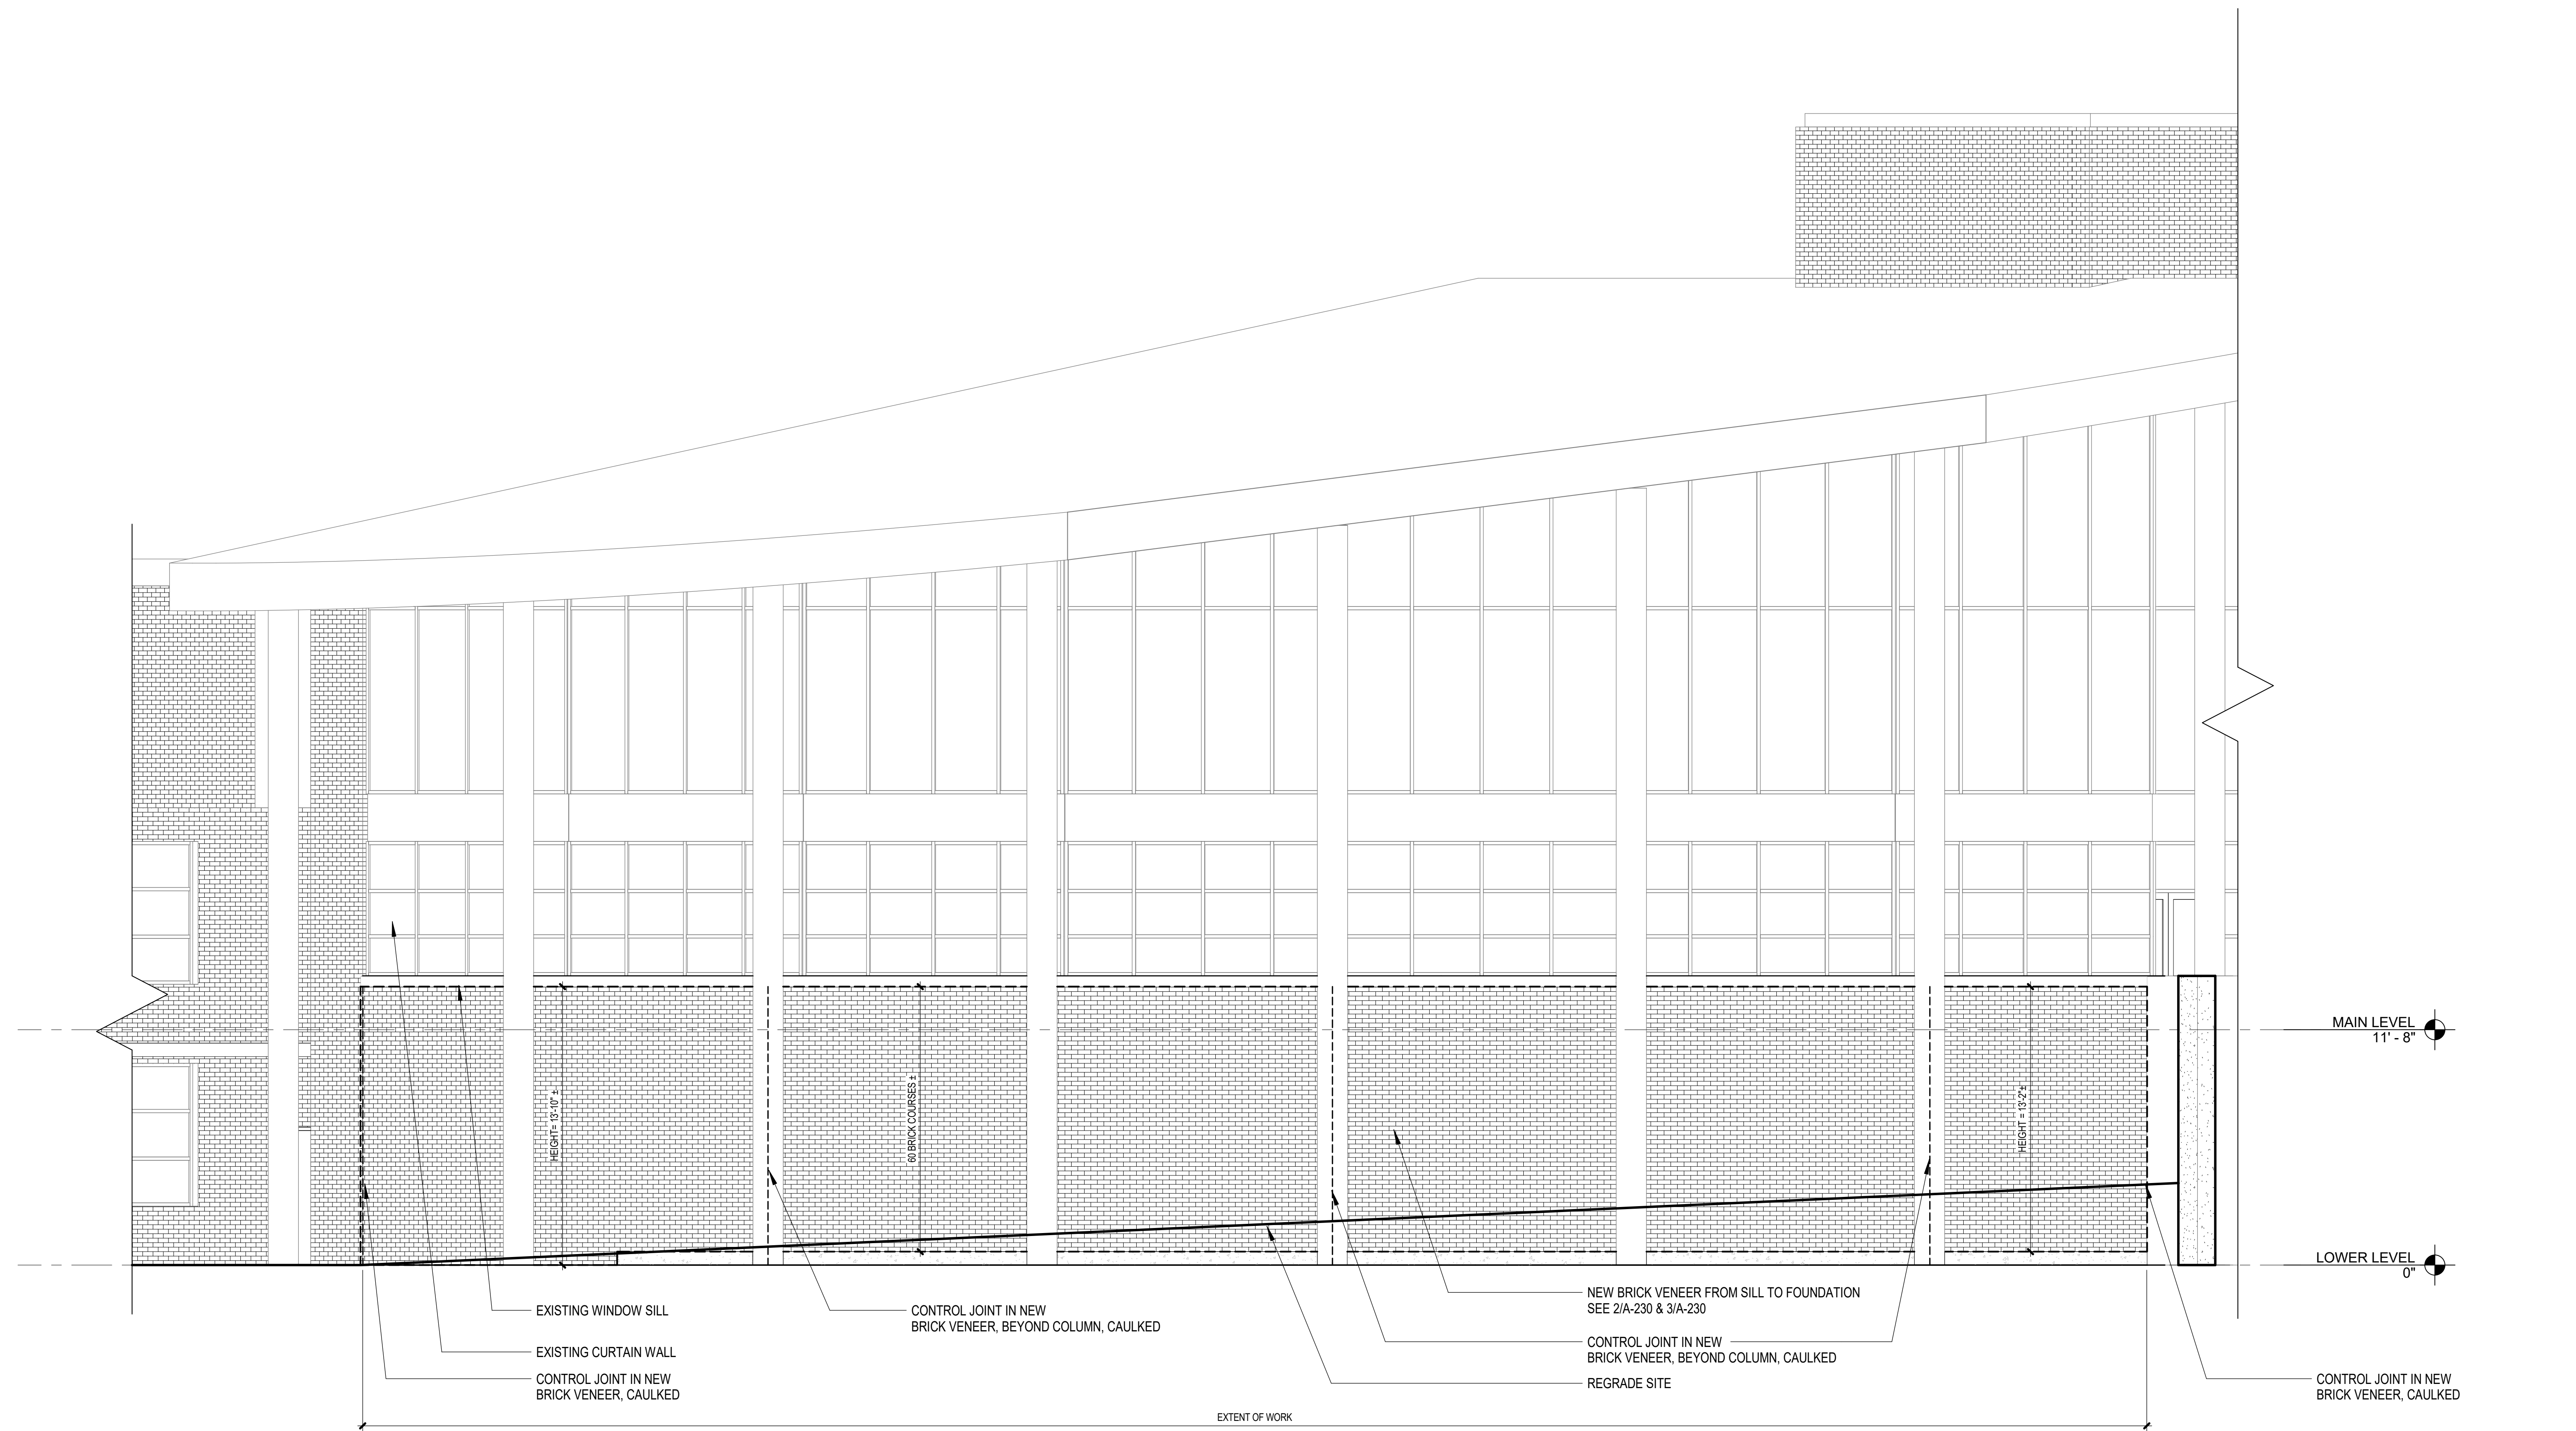 MAIN LEVEL
11' - 8"
HEIGHT= 13'-10" ±
60 BRICK COURSES ±
HEIGHT = 13'-2"±
LOWER LEVEL
0"
EXISTING WINDOW SILL
EXISTING CURTAIN WALL
CONTROL JOINT IN NEW
BRICK VENEER, CAULKED
CONTROL JOINT IN NEW
BRICK VENEER, BEYOND COLUMN, CAULKED
NEW BRICK VENEER FROM SILL TO FOUNDATION
SEE 2/A-230 & 3/A-230
CONTROL JOINT IN NEW
BRICK VENEER, BEYOND COLUMN, CAULKED
REGRADE SITE
CONTROL JOINT IN NEW
BRICK VENEER, CAULKED
EXTENT OF WORK